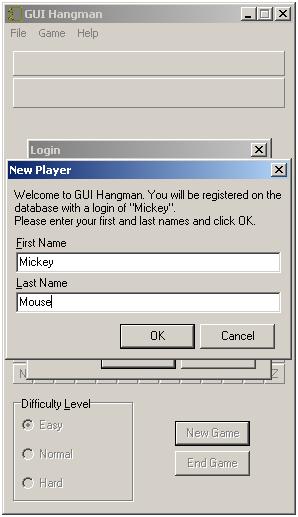 GUI Hangman
File Game Help
Login
New Player
Welcome to GUI Hangman. You will be registered on the
database with a login of "Mickey".
Please enter your first and last names and click OK.
First Name
Mickey
Last Name
Mouse
OK Cancel
N Z
Difficulty Level
Easy
Normal
Hard
New Game
End Game